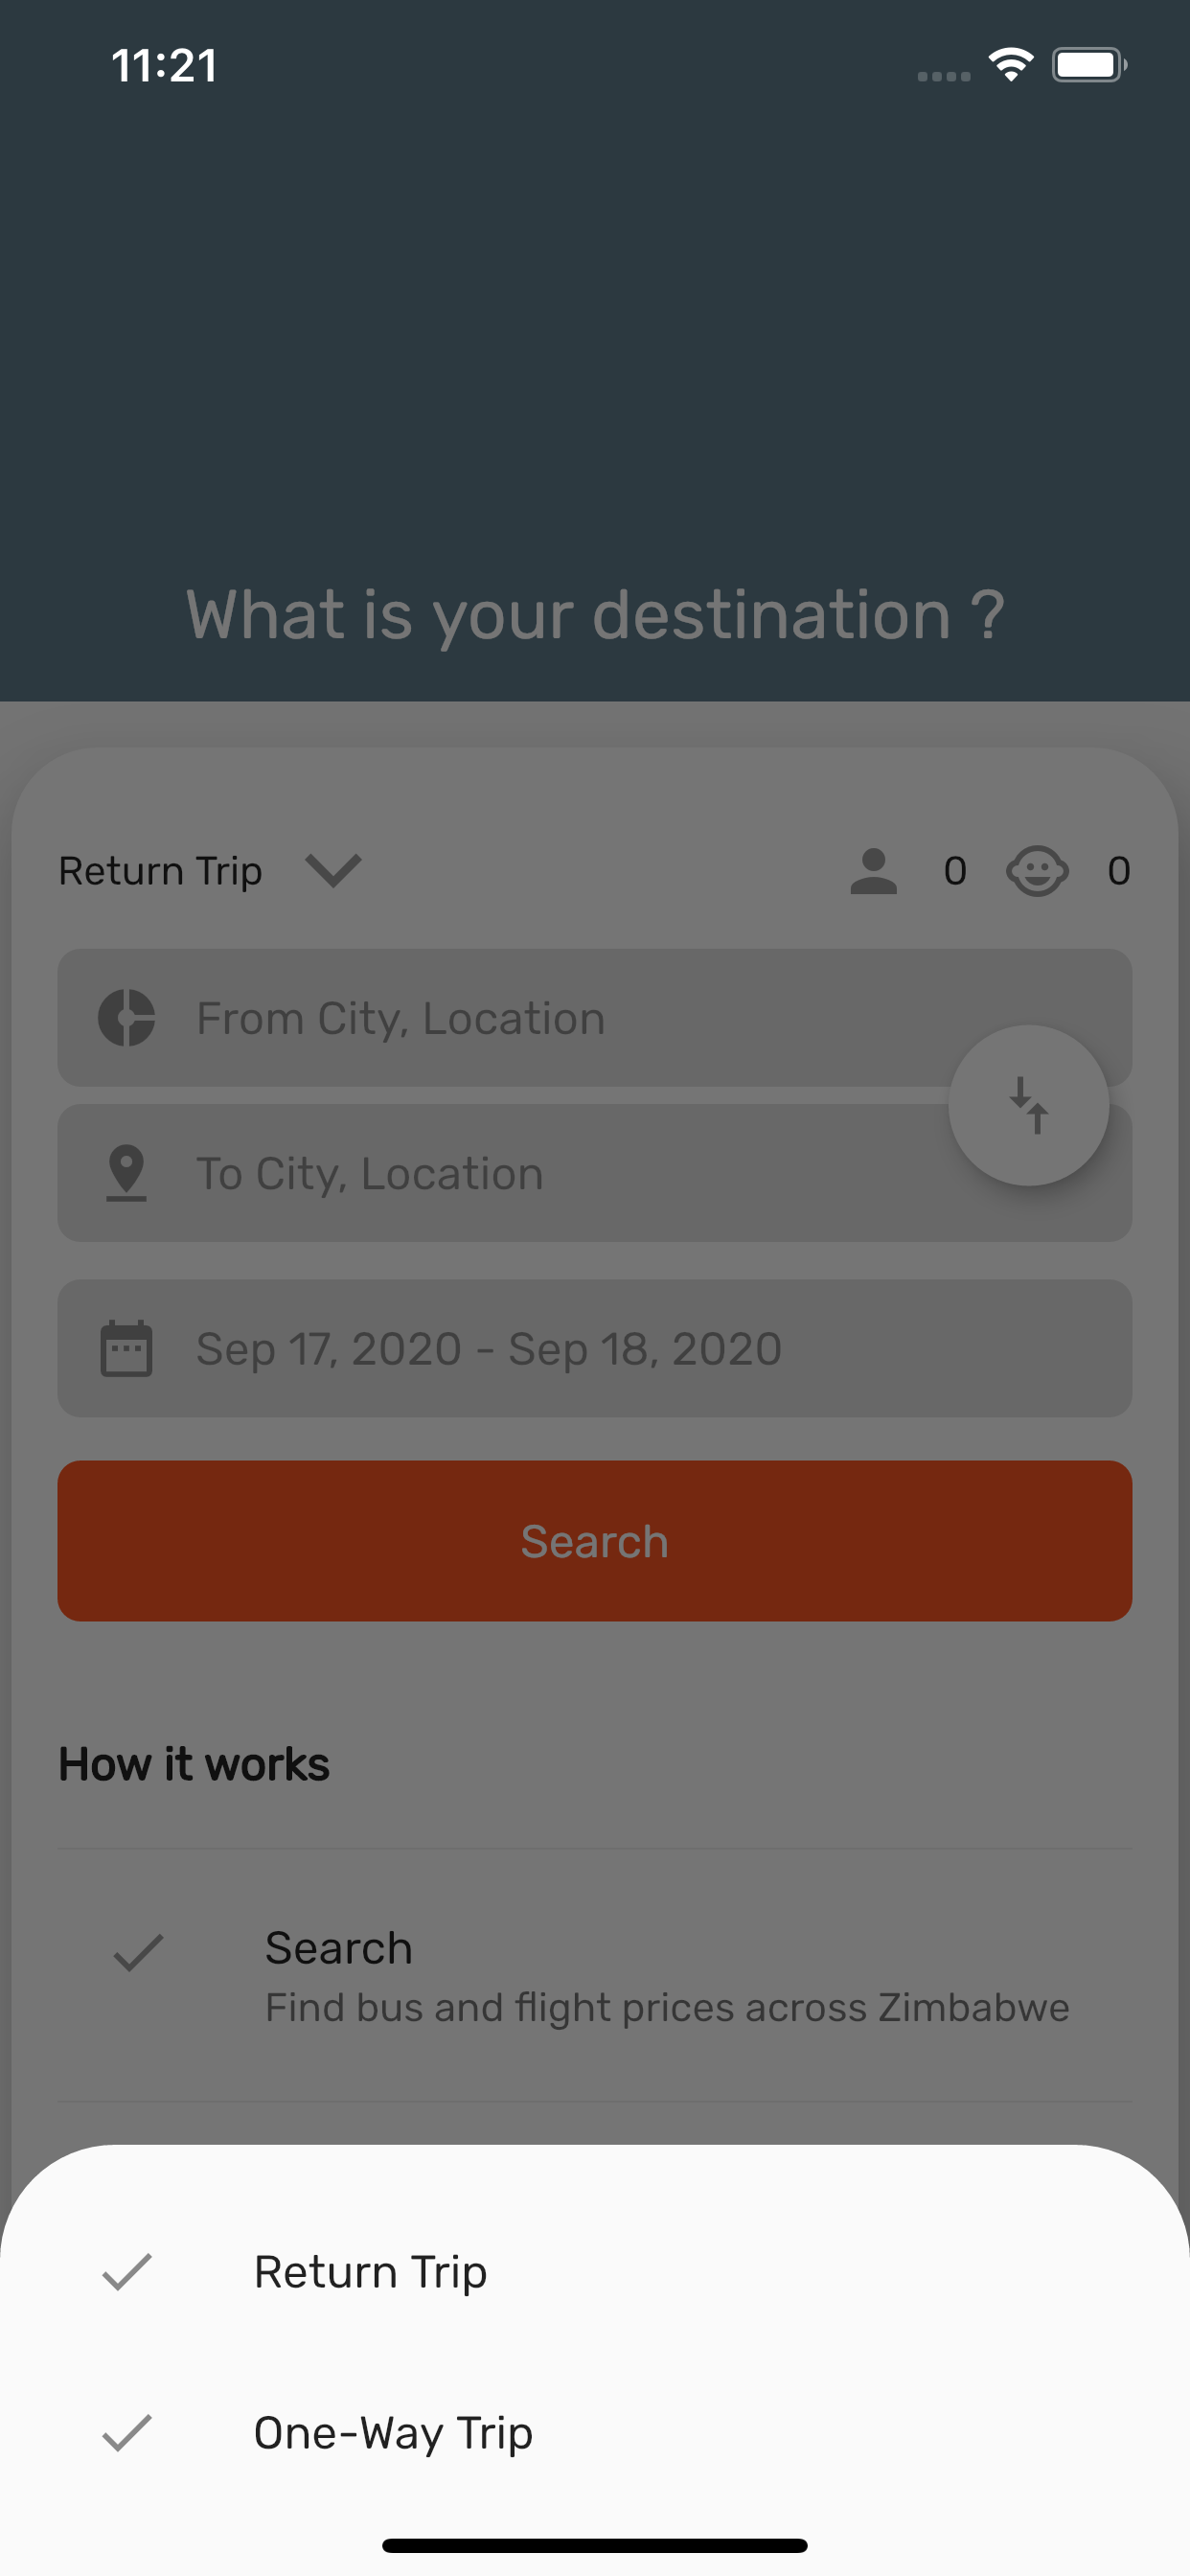 11:21
What is your destination ?
Return Trip 0 0
From City, Location
To City, Location
Sep 17, 2020 - Sep 18, 2020
Search
How it works
Search
Find bus and flight prices across Zimbabwe
Return Trip
One-Way Trip